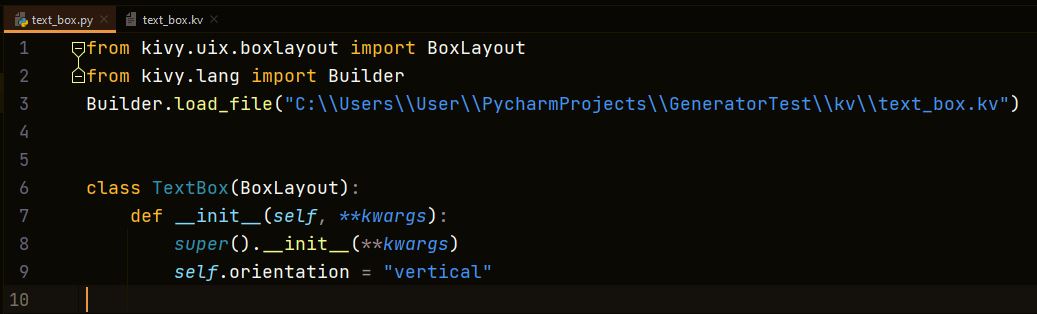 text_box.py text_box.kv
1 from kivy.uix.boxlayout import BoxLayout
2 from kivy.lang import Builder
3 Builder.load_file("C:\\Users\\User\\PycharmProjects\\GeneratorTest\\kv\\text_box.kv")
4
5
6 class TextBox(BoxLayout):
7     def __init__(self, **kwargs):
8         super().__init__(**kwargs)
9         self.orientation = "vertical"
10